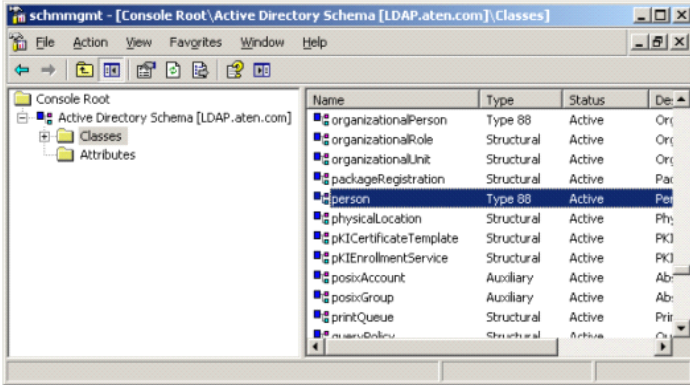 schmmgmt - [Console Root\Active Directory Schema [LDAP.aten.com]\Classes]
File Action View Favorites Window Help
Console Root
Active Directory Schema [LDAP.aten.com]
Classes
Attributes
Name Type Status
organizationalPerson Type 88 Active
organizationalRole Structural Active
organizationalUnit Structural Active
packageRegistration Structural Active
person Type 88 Active
physicalLocation Structural Active
pKICertificateTemplate Structural Active PKI
pKIEnrollmentService Structural Active PKI
posixAccount Auxiliary Active
posixGroup Auxiliary Active
printQueue Structural Active
queryPolicy Structural Active